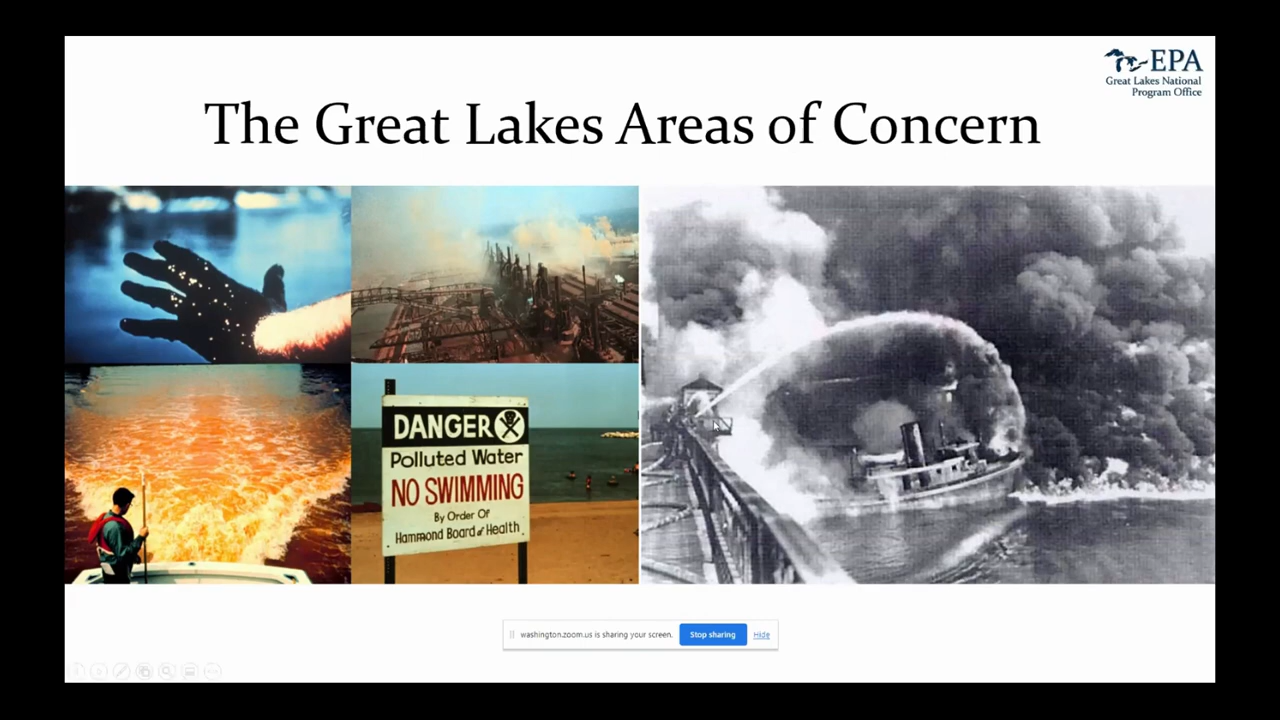 EPA
Great Lakes National
Program Office
The Great Lakes Areas of Concern
DANGER
Polluted Water
NO SWIMMING
By Order Of
Hammond Board of Health
washington.zoom.us is sharing your screen.
Stop sharing
Hide